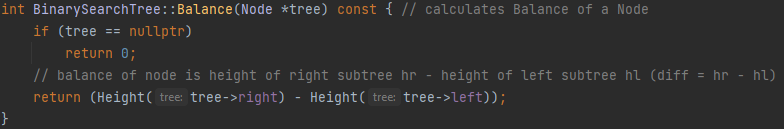 int BinarySearchTree::Balance(Node *tree) const { // calculates Balance of a Node
if (tree == nullptr)
return 0;
// balance of node is height of right subtree hr - height of left subtree hl (diff = hr - hl)
return (Height( tree: tree->right) - Height( tree: tree->left));
}